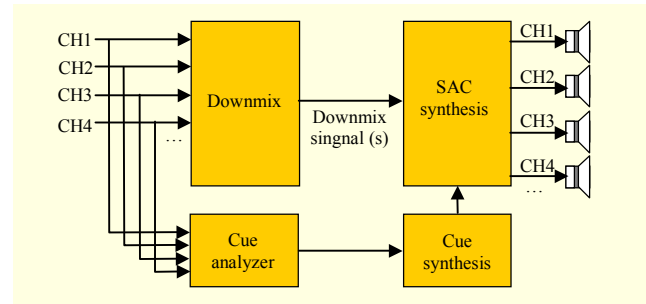 CH1
CH2
CH3
CH4
…
Downmix
Downmix
singnal (s)
SAC
synthesis
CH1
CH2
CH3
CH4
…
Cue
analyzer
Cue
synthesis